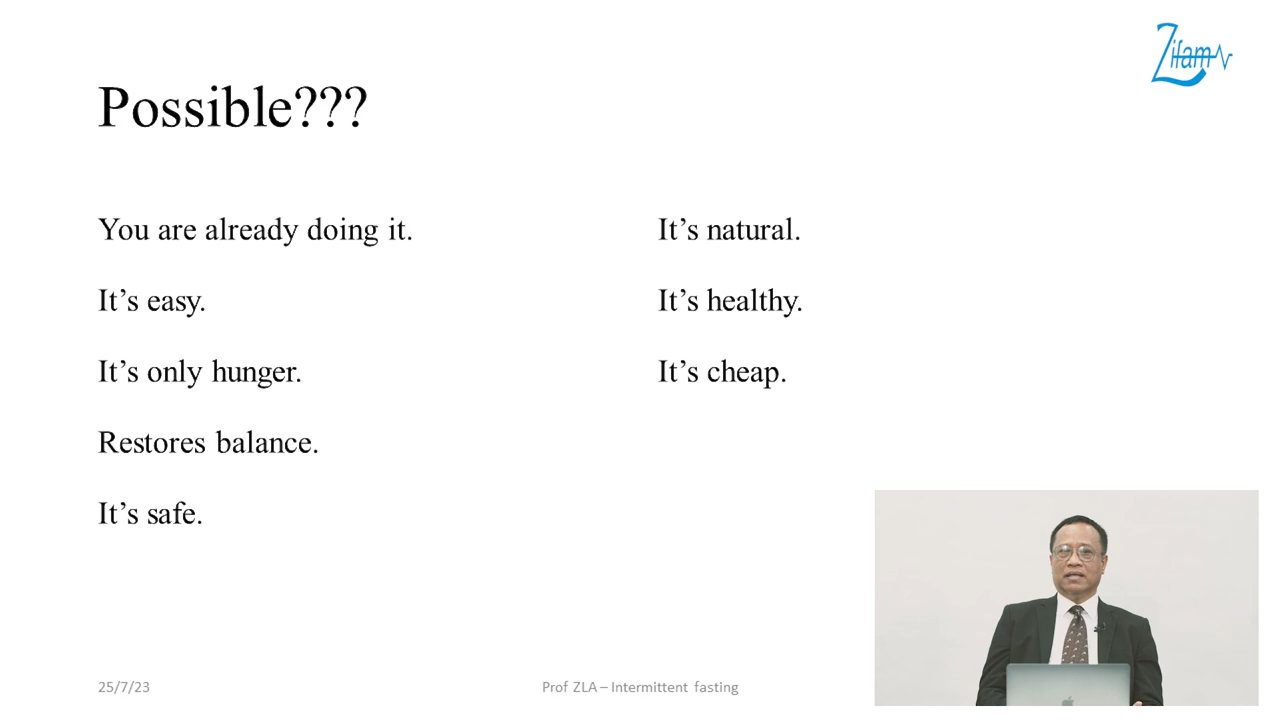 Zifam
Possible???
You are already doing it.
It’s easy.
It’s only hunger.
Restores balance.
It’s safe.
It’s natural.
It’s healthy.
It’s cheap.
25/7/23
Prof ZLA – Intermittent fasting